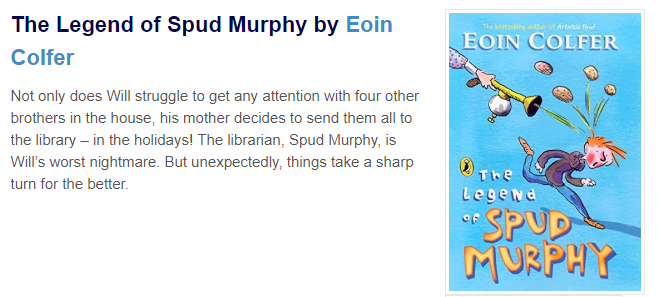 The Legend of Spud Murphy by Eoin
Colfer
Not only does Will struggle to get any attention with four other
brothers in the house, his mother decides to send them all to
the library – in the holidays! The librarian, Spud Murphy, is
Will's worst nightmare. But unexpectedly, things take a sharp
turn for the better.
The bestselling author of Artemis Fowl
EOIN COLFER
The
Legend
of SPUD
MURPHY